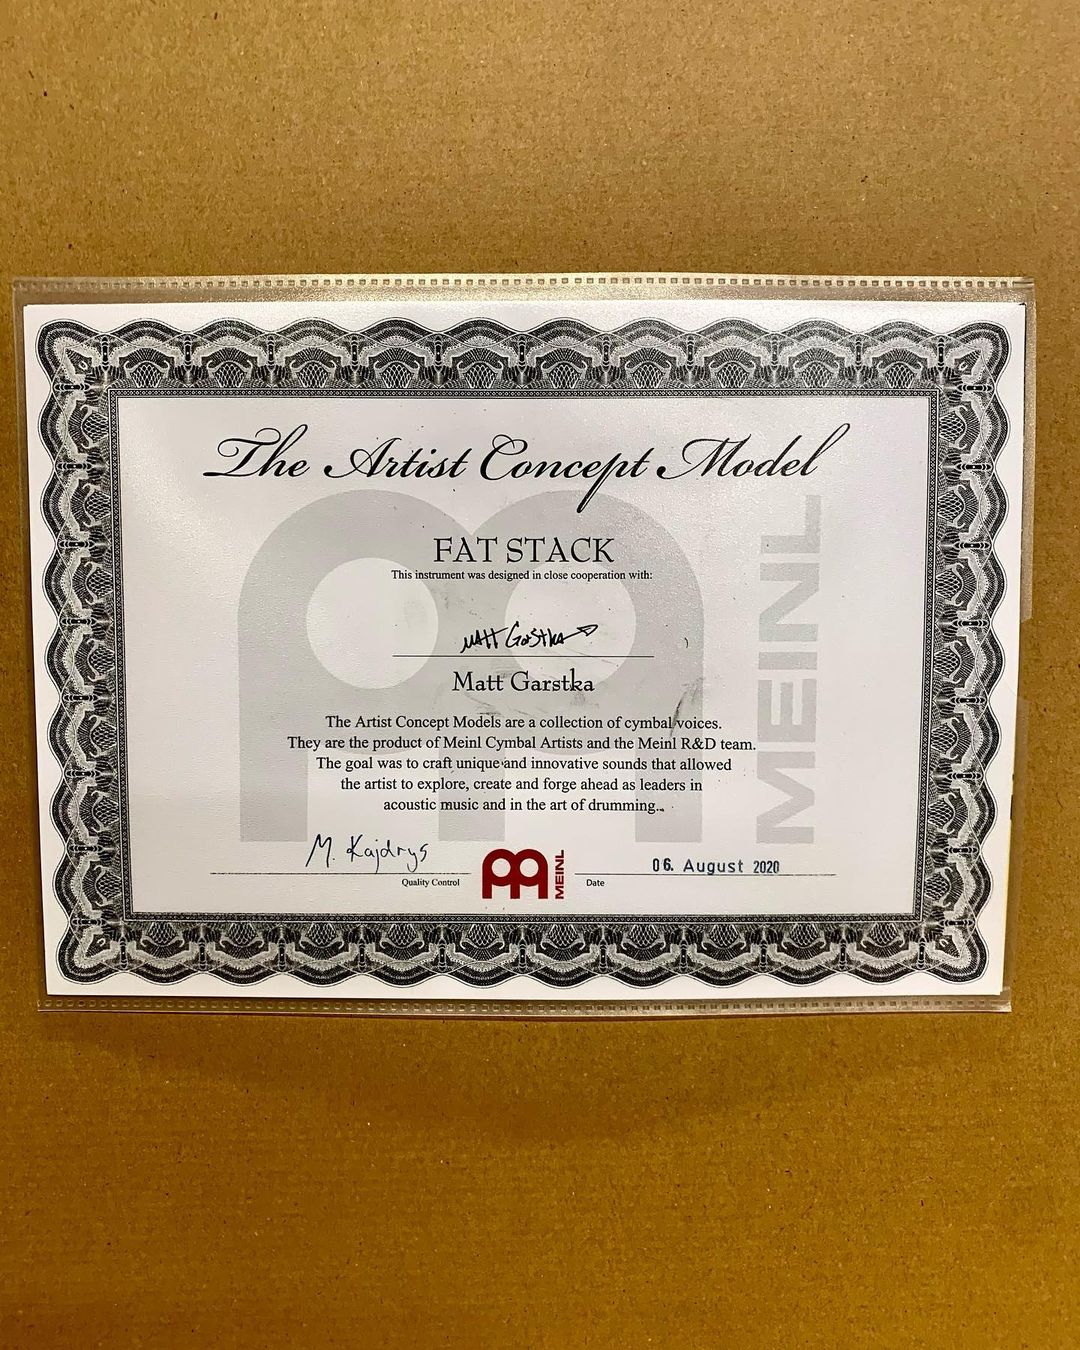 The Artist Concept Model
FAT STACK
This instrument was designed in close cooperation with:
Matt Garstka
Matt Garstka
The Artist Concept Models are a collection of cymbal voices.
They are the product of Meinl Cymbal Artists and the Meinl R&D team.
The goal was to craft unique and innovative sounds that allowed
the artist to explore, create and forge ahead as leaders in
acoustic music and in the art of drumming..
M. Kajdrys
Quality Control
MEINL
06. August 2020
Date
MEINL